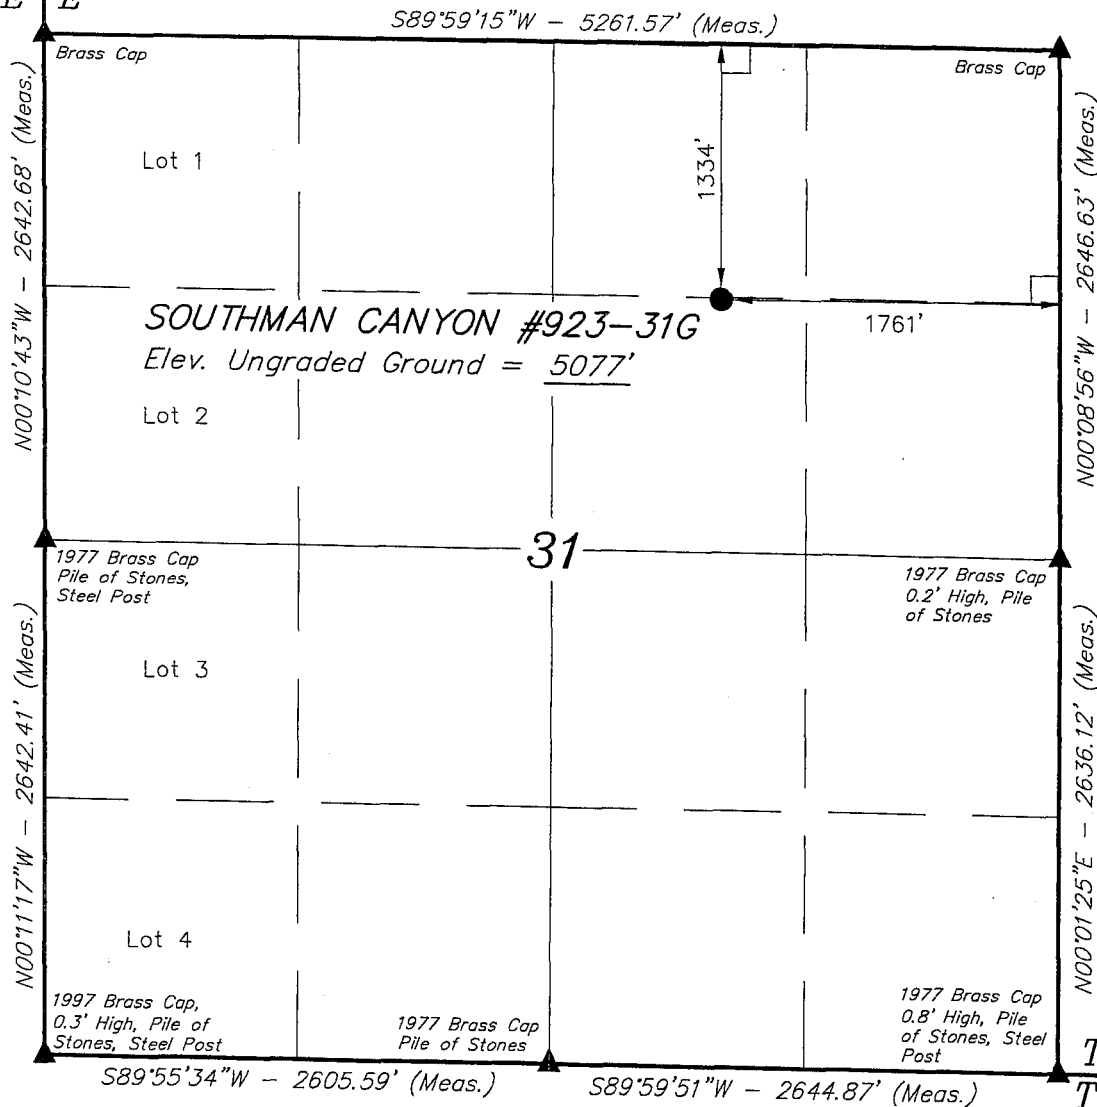 S89°59'15"W - 5261.57' (Meas.)
Brass Cap
Brass Cap
N00°10'43"W - 2642.68' (Meas.)
N00°08'56"W - 2646.63' (Meas.)
Lot 1
1334'
SOUTHMAN CANYON #923-31G
1761'
Elev. Ungraded Ground = 5077'
Lot 2
31
1977 Brass Cap
Pile of Stones,
Steel Post
1977 Brass Cap
0.2' High, Pile
of Stones
N00°11'17"W - 2642.41' (Meas.)
N00°01'25"E - 2636.12' (Meas.)
Lot 3
Lot 4
1997 Brass Cap,
0.3' High, Pile of
Stones, Steel Post
1977 Brass Cap
Pile of Stones
1977 Brass Cap
0.8' High, Pile
of Stones, Steel
Post
T
T
S89°55'34"W - 2605.59' (Meas.)
S89°59'51"W - 2644.87' (Meas.)